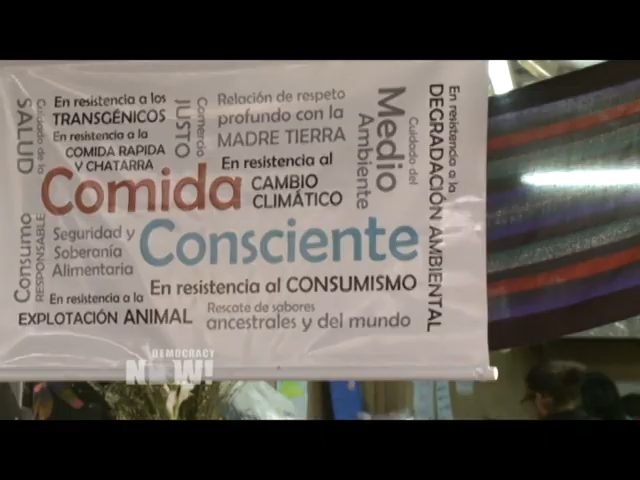 SALUD
Cuidado de la
En resistencia a los
TRANSGÉNICOS
En resistencia a la
COMIDA RAPIDA
Y CHATARRA
JUSTO
Comercio
Relación de respeto
profundo con la
MADRE TIERRA
En resistencia al
CAMBIO
CLIMÁTICO
Medio
Ambiente
Cuidado del
En resistencia a la
DEGRADACIÓN AMBIENTAL
Comida
Consciente
Consumo
RESPONSABLE
Seguridad y
Soberanía
Alimentaria
En resistencia al CONSUMISMO
En resistencia a la
EXPLOTACIÓN ANIMAL
Rescate de sabores
ancestrales y del mundo
DEMOCRACY
NOW!